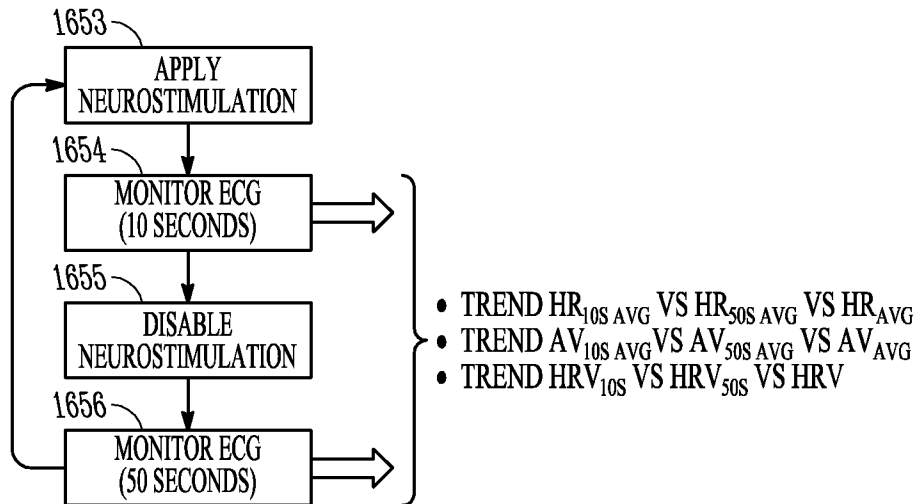 1653
APPLY
NEUROSTIMULATION
1654
MONITOR ECG
(10 SECONDS)
1655
DISABLE
NEUROSTIMULATION
1656
MONITOR ECG
(50 SECONDS)
• TREND HR10S AVG VS HR50S AVG VS HRAVG
• TREND AV10S AVG VS AV50S AVG VS AVAVG
• TREND HRV10S VS HRV50S VS HRV